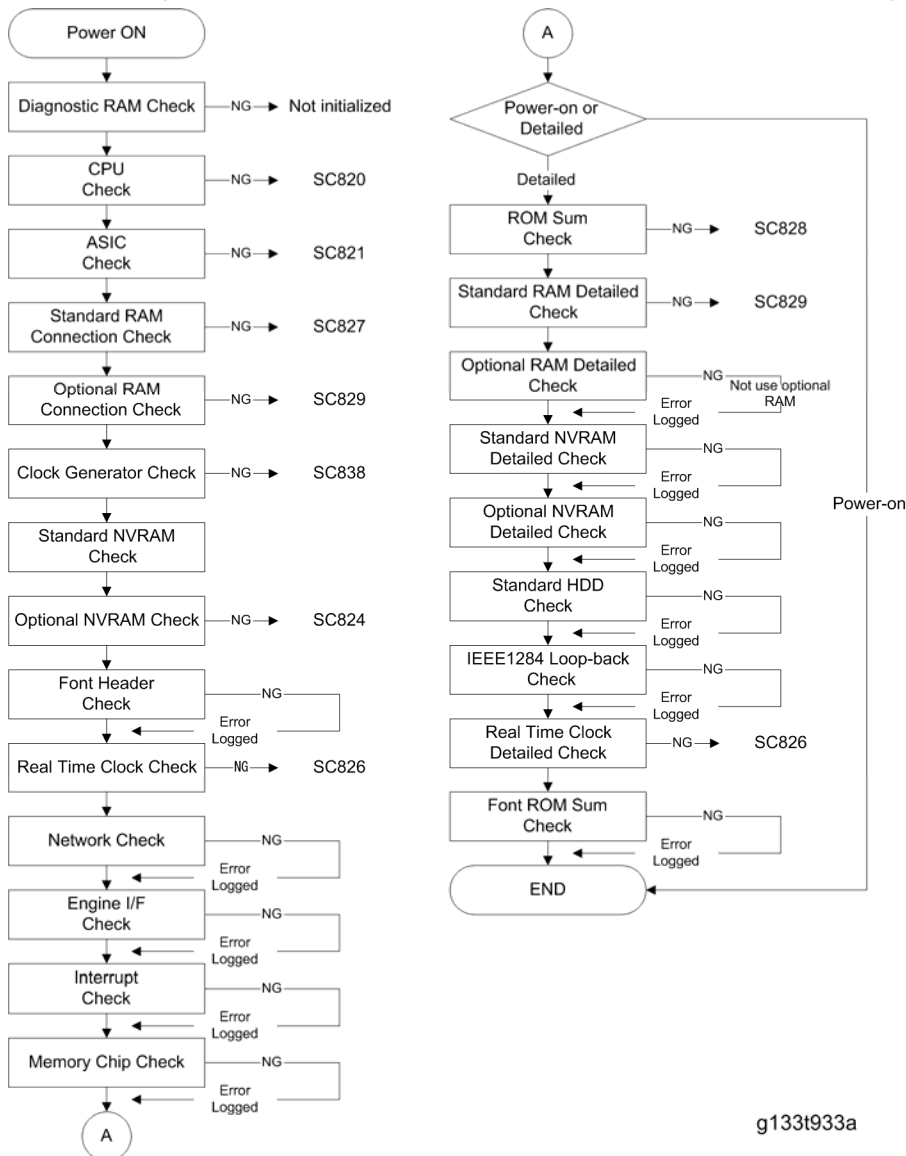 Power ON
Diagnostic RAM Check
NG
Not initialized
CPU
Check
NG
SC820
ASIC
Check
NG
SC821
Standard RAM
Connection Check
NG
SC827
Optional RAM
Connection Check
NG
SC829
Clock Generator Check
NG
SC838
Standard NVRAM
Check
Optional NVRAM Check
NG
SC824
Font Header
Check
NG
Error
Logged
Real Time Clock Check
NG
SC826
Network Check
NG
Error
Logged
Engine I/F
Check
NG
Error
Logged
Interrupt
Check
NG
Error
Logged
Memory Chip Check
NG
Error
Logged
A
A
Power-on or
Detailed
Detailed
ROM Sum
Check
NG
SC828
Standard RAM Detailed
Check
NG
SC829
Optional RAM Detailed
Check
NG
Not use optional
RAM
Error
Logged
Standard NVRAM
Detailed Check
NG
Error
Logged
Optional NVRAM
Detailed Check
NG
Error
Logged
Standard HDD
Check
NG
Error
Logged
IEEE1284 Loop-back
Check
NG
Error
Logged
Real Time Clock
Detailed Check
NG
SC826
Font ROM Sum
Check
NG
Error
Logged
END
Power-on
g133t933a